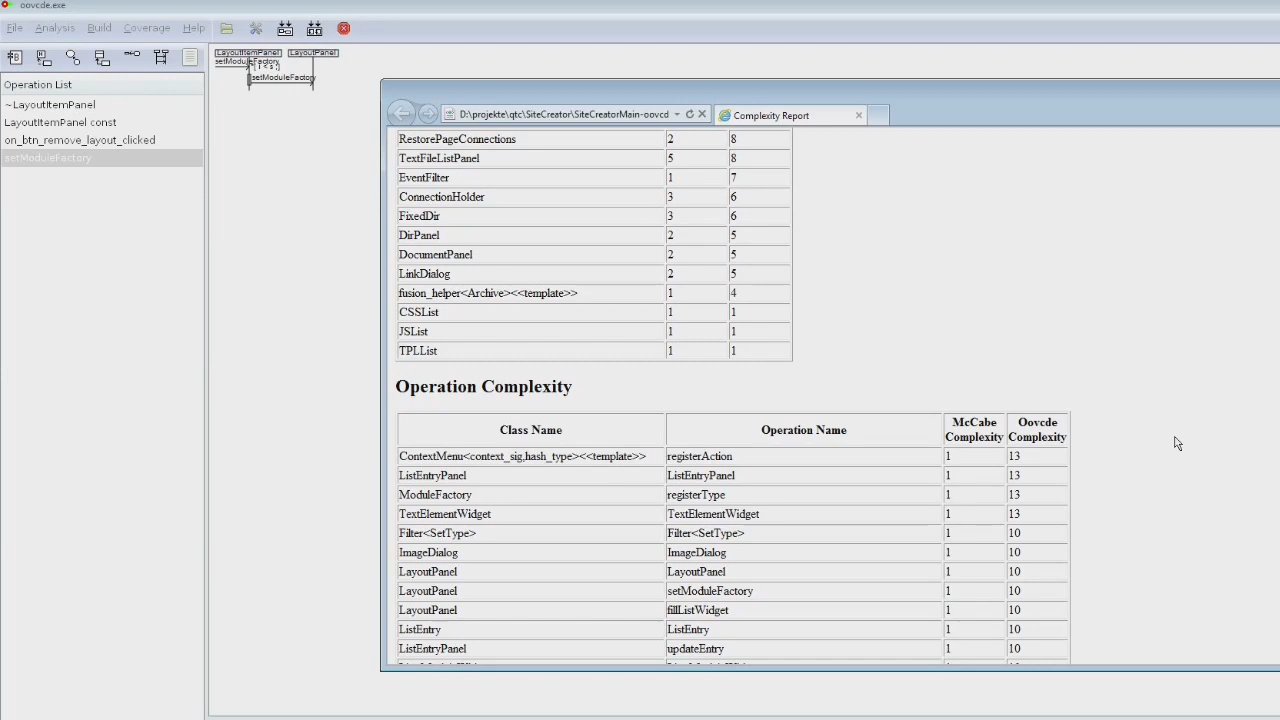 oovcde.exe
File Analysis Build Coverage Help
LayoutItemPanel LayoutPanel
setModuleFactory
setModuleFactory
Operation List
~LayoutItemPanel
LayoutItemPanel const
on_btn_remove_layout_clicked
setModuleFactory
D:\projekte\qtc\SiteCreator\SiteCreatorMain-oovcd
Complexity Report
RestorePageConnections 2 8
TextFileListPanel 5 8
EventFilter 1 7
ConnectionHolder 3 6
FixedDir 3 6
DirPanel 2 5
DocumentPanel 2 5
LinkDialog 2 5
fusion_helper<Archive><<template>> 1 4
CSSList 1 1
JSList 1 1
TPLList 1 1
Operation Complexity
Class Name Operation Name McCabe Complexity Oovcde Complexity
ContextMenu<context_sig,hash_type><<template>> registerAction 1 13
ListEntryPanel ListEntryPanel 1 13
ModuleFactory registerType 1 13
TextElementWidget TextElementWidget 1 13
Filter<SetType> Filter<SetType> 1 10
ImageDialog ImageDialog 1 10
LayoutPanel LayoutPanel 1 10
LayoutPanel setModuleFactory 1 10
LayoutPanel fillListWidget 1 10
ListEntry ListEntry 1 10
ListEntryPanel updateEntry 1 10